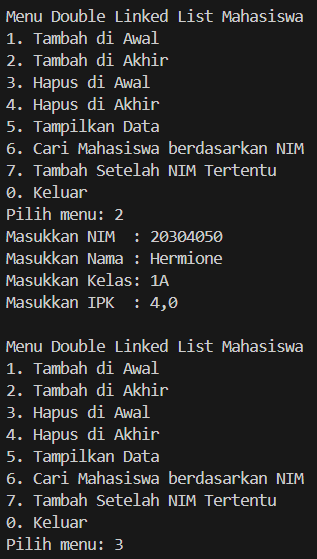 Menu Double Linked List Mahasiswa
1. Tambah di Awal
2. Tambah di Akhir
3. Hapus di Awal
4. Hapus di Akhir
5. Tampilkan Data
6. Cari Mahasiswa berdasarkan NIM
7. Tambah Setelah NIM Tertentu
0. Keluar
Pilih menu: 2
Masukkan NIM  : 20304050
Masukkan Nama : Hermione
Masukkan Kelas: 1A
Masukkan IPK  : 4,0

Menu Double Linked List Mahasiswa
1. Tambah di Awal
2. Tambah di Akhir
3. Hapus di Awal
4. Hapus di Akhir
5. Tampilkan Data
6. Cari Mahasiswa berdasarkan NIM
7. Tambah Setelah NIM Tertentu
0. Keluar
Pilih menu: 3